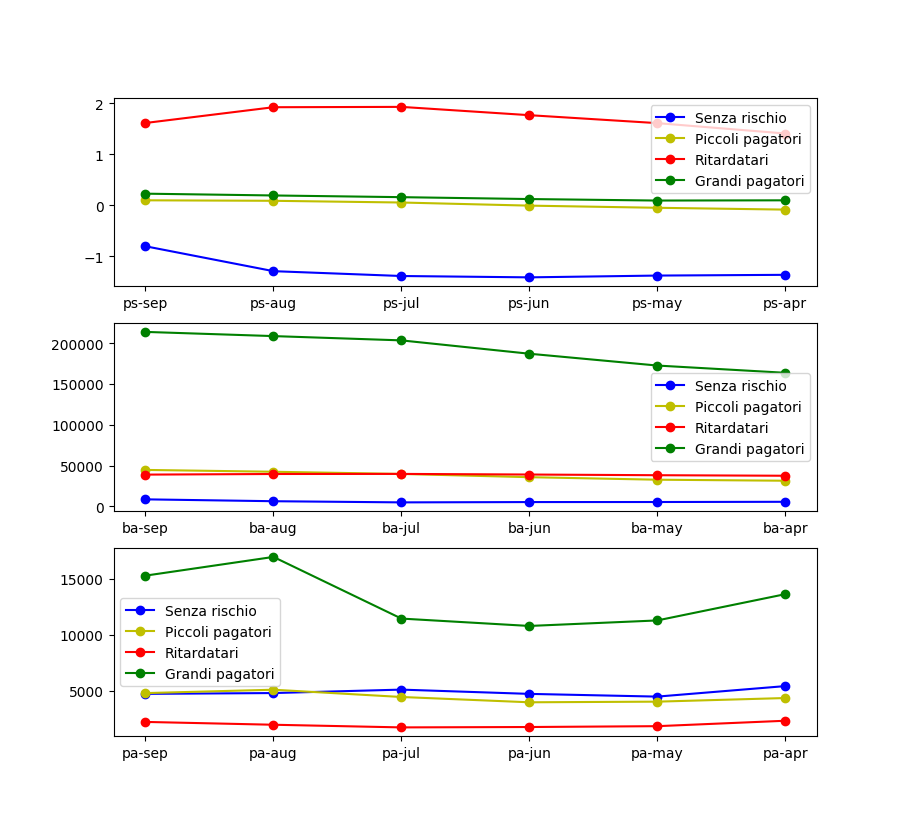 2
1
0
−1
Senza rischio
Piccoli pagatori
Ritardatari
Grandi pagatori
ps-sep ps-aug ps-jul ps-jun ps-may ps-apr
200000
150000
100000
50000
0
Senza rischio
Piccoli pagatori
Ritardatari
Grandi pagatori
ba-sep ba-aug ba-jul ba-jun ba-may ba-apr
15000
10000
5000
Senza rischio
Piccoli pagatori
Ritardatari
Grandi pagatori
pa-sep pa-aug pa-jul pa-jun pa-may pa-apr